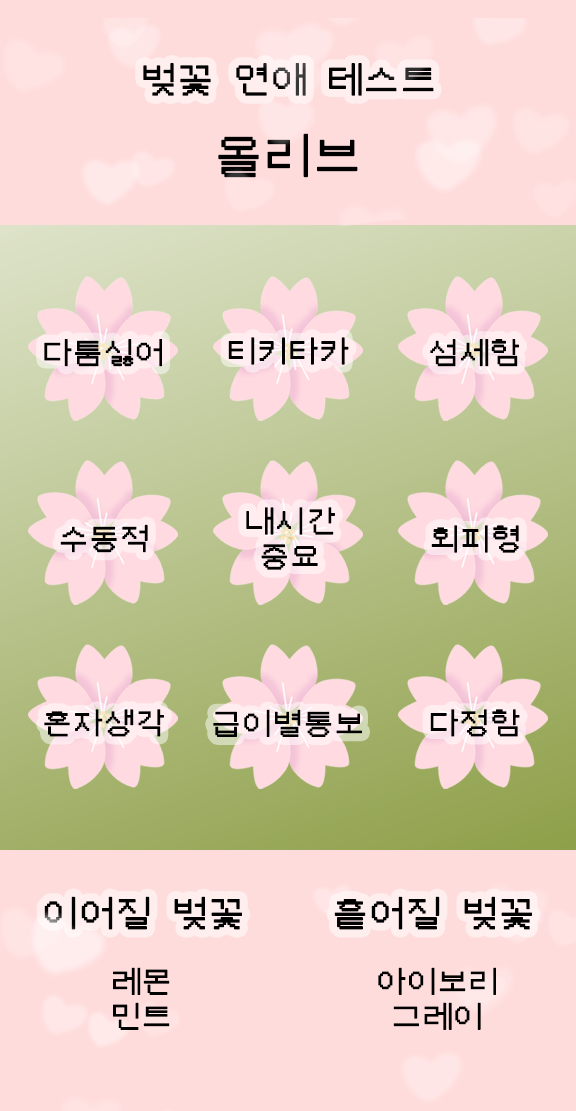 벚꽃 연애 테스트
올리브
다툼싫어 티키타카 섬세함
수동적 내시간 회피형
중요
혼자생각 급이별통보 다정함
이어질 벚꽃 흩어질 벚꽃
레몬 아이보리
민트 그레이